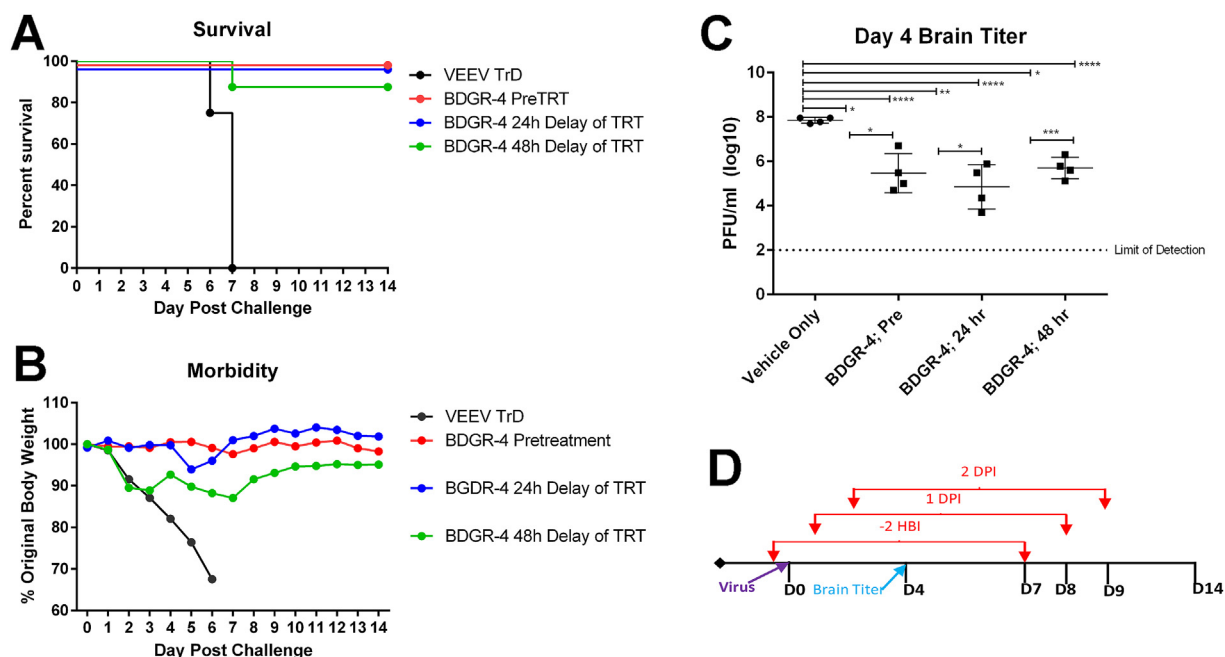 A
Survival
Percent survival
100
80
60
40
20
0
0 1 2 3 4 5 6 7 8 9 10 11 12 13 14
Day Post Challenge
VEEV TrD
BDGR-4 PreTRT
BDGR-4 24h Delay of TRT
BDGR-4 48h Delay of TRT
B
Morbidity
% Original Body Weight
110
100
90
80
70
60
0 1 2 3 4 5 6 7 8 9 10 11 12 13 14
Day Post Challenge
VEEV TrD
BDGR-4 Pretreatment
BGDR-4 24h Delay of TRT
BDGR-4 48h Delay of TRT
C
Day 4 Brain Titer
PFU/ml (log10)
10
8
6
4
2
0
****
*
****
**
****
*
*
*
***
Limit of Detection
Vehicle Only
BDGR-4; Pre
BDGR-4; 24 hr
BDGR-4; 48 hr
D
2 DPI
1 DPI
-2 HBI
Virus
D0
Brain Titer
D4
D7
D8
D9
D14